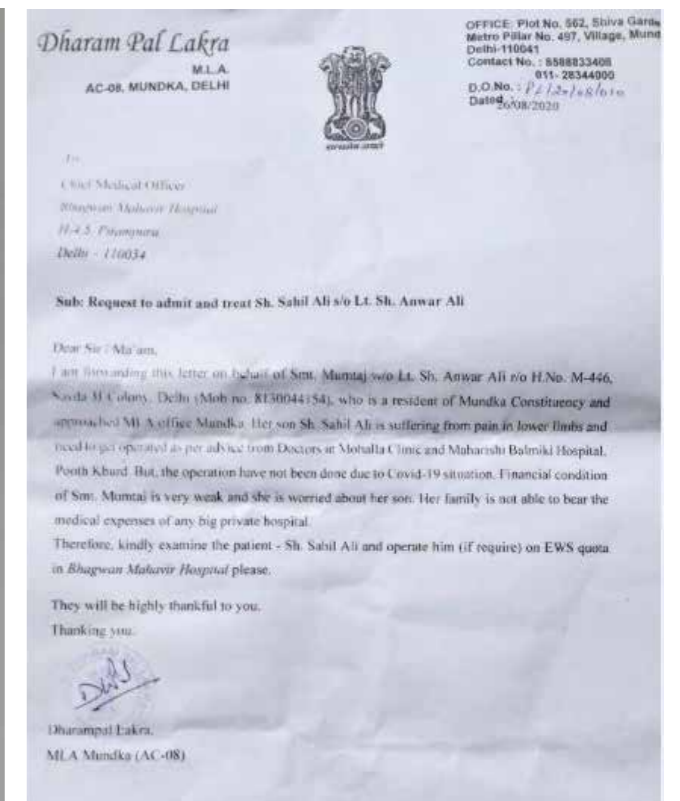 Dharam Pal Lakra
M.L.A.
AC-08, MUNDKA, DELHI
सत्यमेव जयते
OFFICE: Plot No. 562, Shiva Garde
Metro Pillar No. 497, Village, Mund
Delhi-110041
Contact No. : 8588833408
011- 28344000
D.O.No. :
Dated 26/08/2020
To
Chief Medical Officer
Bhagwan Mahavir Hospital
H-4,5, Pitampura
Delhi - 110034
Sub: Request to admit and treat Sh. Sahil Ali s/o Lt. Sh. Anwar Ali
Dear Sir / Ma'am,
I am forwarding this letter on behalf of Smt. Mumtaj w/o Lt. Sh. Anwar Ali r/o H.No. M-446,
Savda H Colony, Delhi (Mob no. 8130044154), who is a resident of Mundka Constituency and
approached MLA office Mundka. Her son Sh. Sahil Ali is suffering from pain in lower limbs and
need to get operated as per advice from Doctors at Mohalla Clinic and Maharishi Balmiki Hospital,
Pooth Khurd. But, the operation have not been done due to Covid-19 situation. Financial condition
of Smt. Mumtaj is very weak and she is worried about her son. Her family is not able to bear the
medical expenses of any big private hospital.
Therefore, kindly examine the patient - Sh. Sahil Ali and operate him (if require) on EWS quota
in Bhagwan Mahavir Hospital please.
They will be highly thankful to you.
Thanking you.
Dharampal Lakra,
MLA Mundka (AC-08)